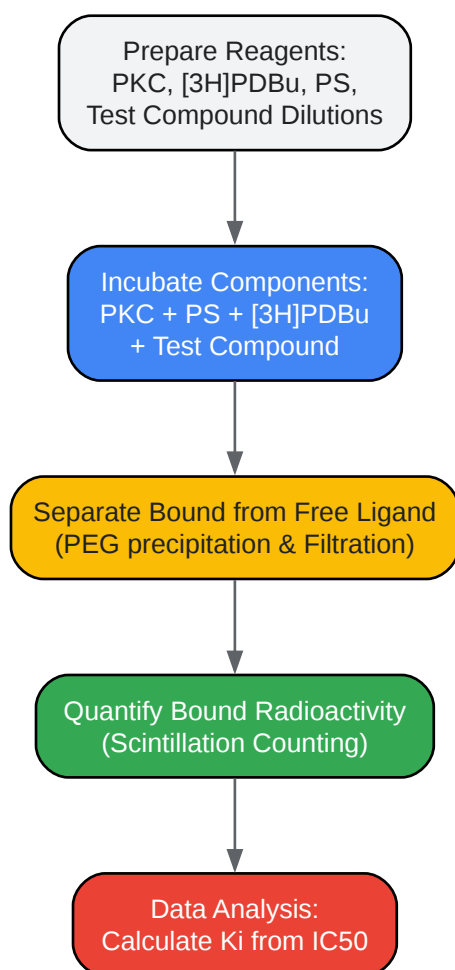 Prepare Reagents:
PKC, [3H]PDBu, PS,
Test Compound Dilutions
Incubate Components:
PKC + PS + [3H]PDBu
+ Test Compound
Separate Bound from Free Ligand
(PEG precipitation & Filtration)
Quantify Bound Radioactivity
(Scintillation Counting)
Data Analysis:
Calculate Ki from IC50